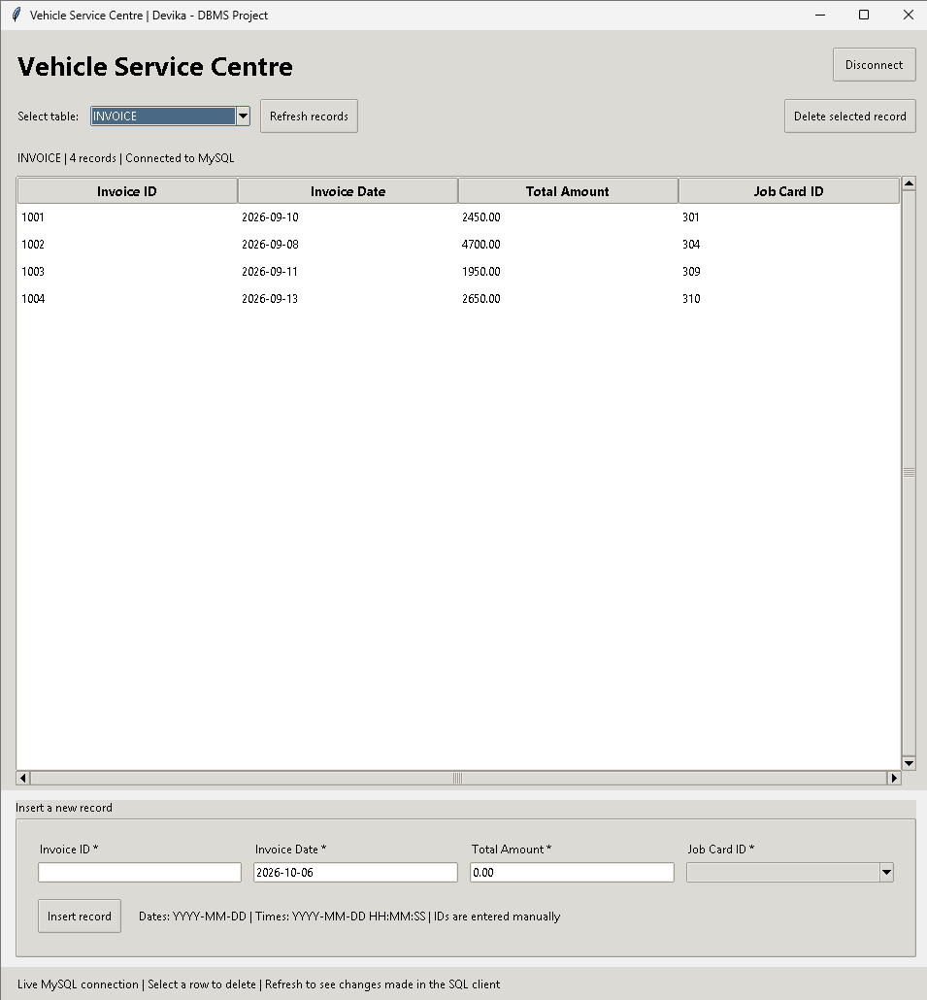 Vehicle Service Centre | Devika - DBMS Project
Vehicle Service Centre
Disconnect
Select table: INVOICE Refresh records Delete selected record
INVOICE | 4 records | Connected to MySQL
Invoice ID Invoice Date Total Amount Job Card ID
1001 2026-09-10 2450.00 301
1002 2026-09-08 4700.00 304
1003 2026-09-11 1950.00 309
1004 2026-09-13 2650.00 310
Insert a new record
Invoice ID * Invoice Date * Total Amount * Job Card ID *
2026-10-06 0.00
Insert record Dates: YYYY-MM-DD | Times: YYYY-MM-DD HH:MM:SS | IDs are entered manually
Live MySQL connection | Select a row to delete | Refresh to see changes made in the SQL client